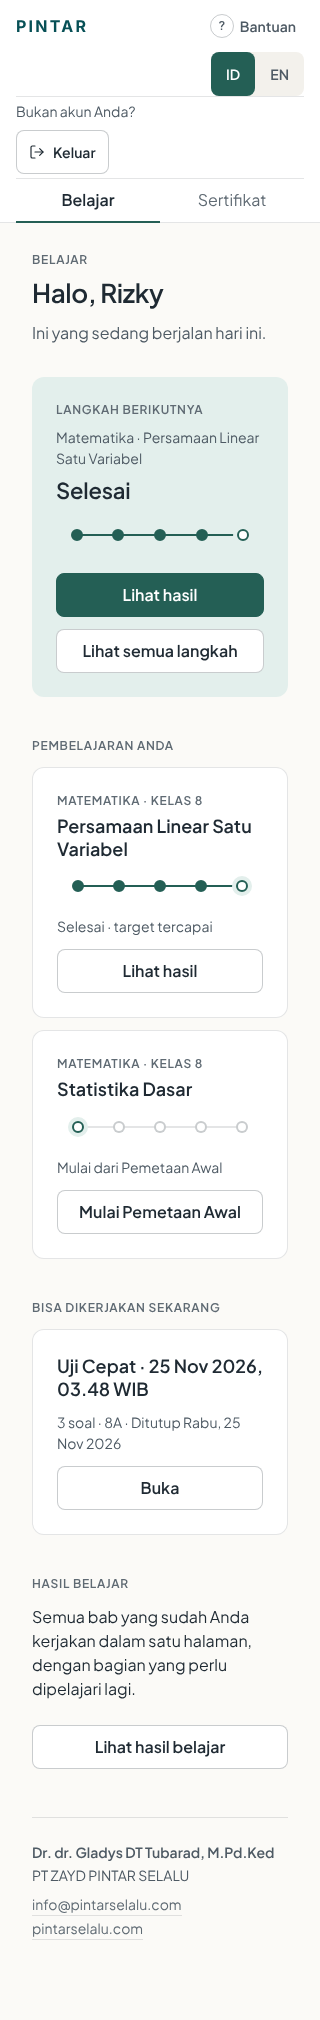 PINTAR
? Bantuan
ID EN
Bukan akun Anda?
Keluar
Belajar Sertifikat
BELAJAR
Halo, Rizky
Ini yang sedang berjalan hari ini.
LANGKAH BERIKUTNYA
Matematika · Persamaan Linear
Satu Variabel
Selesai
Lihat hasil
Lihat semua langkah
PEMBELAJARAN ANDA
MATEMATIKA · KELAS 8
Persamaan Linear Satu
Variabel
Selesai · target tercapai
Lihat hasil
MATEMATIKA · KELAS 8
Statistika Dasar
Mulai dari Pemetaan Awal
Mulai Pemetaan Awal
BISA DIKERJAKAN SEKARANG
Uji Cepat · 25 Nov 2026,
03.48 WIB
3 soal · 8A · Ditutup Rabu, 25
Nov 2026
Buka
HASIL BELAJAR
Semua bab yang sudah Anda
kerjakan dalam satu halaman,
dengan bagian yang perlu
dipelajari lagi.
Lihat hasil belajar
Dr. dr. Gladys DT Tubarad, M.Pd.Ked
PT ZAYD PINTAR SELALU
info@pintarselalu.com
pintarselalu.com